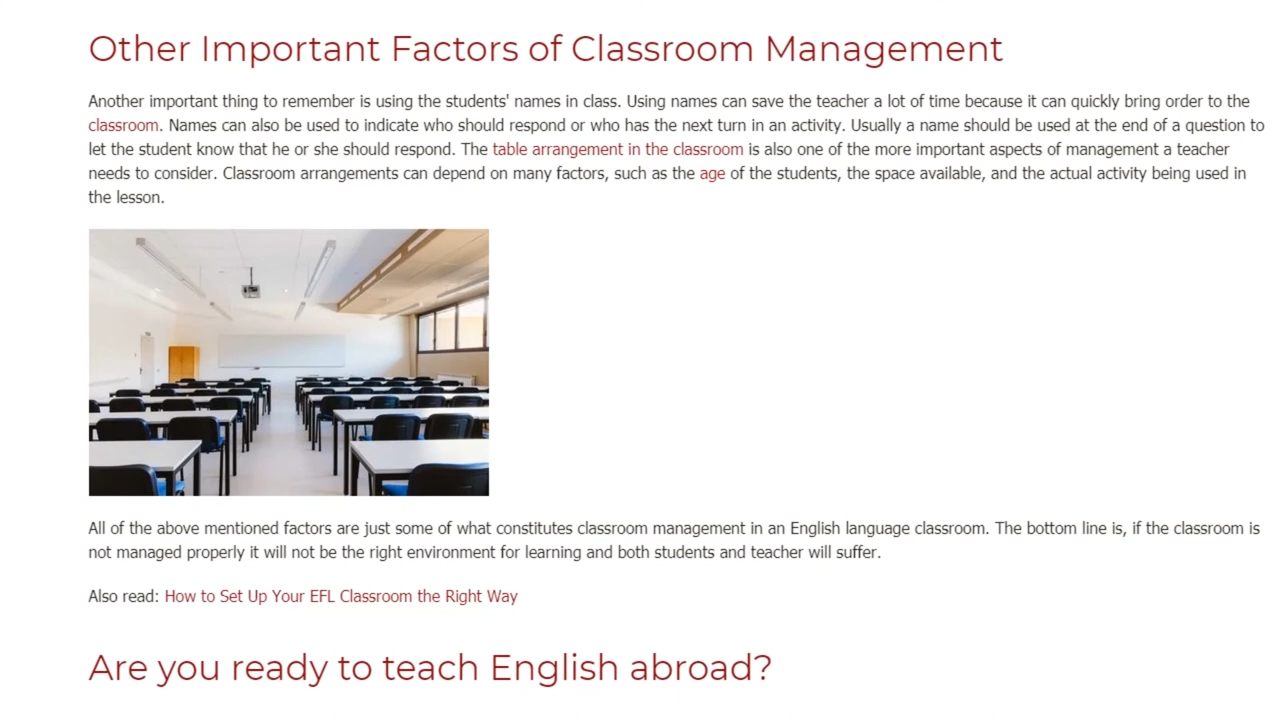 Other Important Factors of Classroom Management
Another important thing to remember is using the students' names in class. Using names can save the teacher a lot of time because it can quickly bring order to the
classroom. Names can also be used to indicate who should respond or who has the next turn in an activity. Usually a name should be used at the end of a question to
let the student know that he or she should respond. The table arrangement in the classroom is also one of the more important aspects of management a teacher
needs to consider. Classroom arrangements can depend on many factors, such as the age of the students, the space available, and the actual activity being used in
the lesson.
All of the above mentioned factors are just some of what constitutes classroom management in an English language classroom. The bottom line is, if the classroom is
not managed properly it will not be the right environment for learning and both students and teacher will suffer.
Also read: How to Set Up Your EFL Classroom the Right Way
Are you ready to teach English abroad?